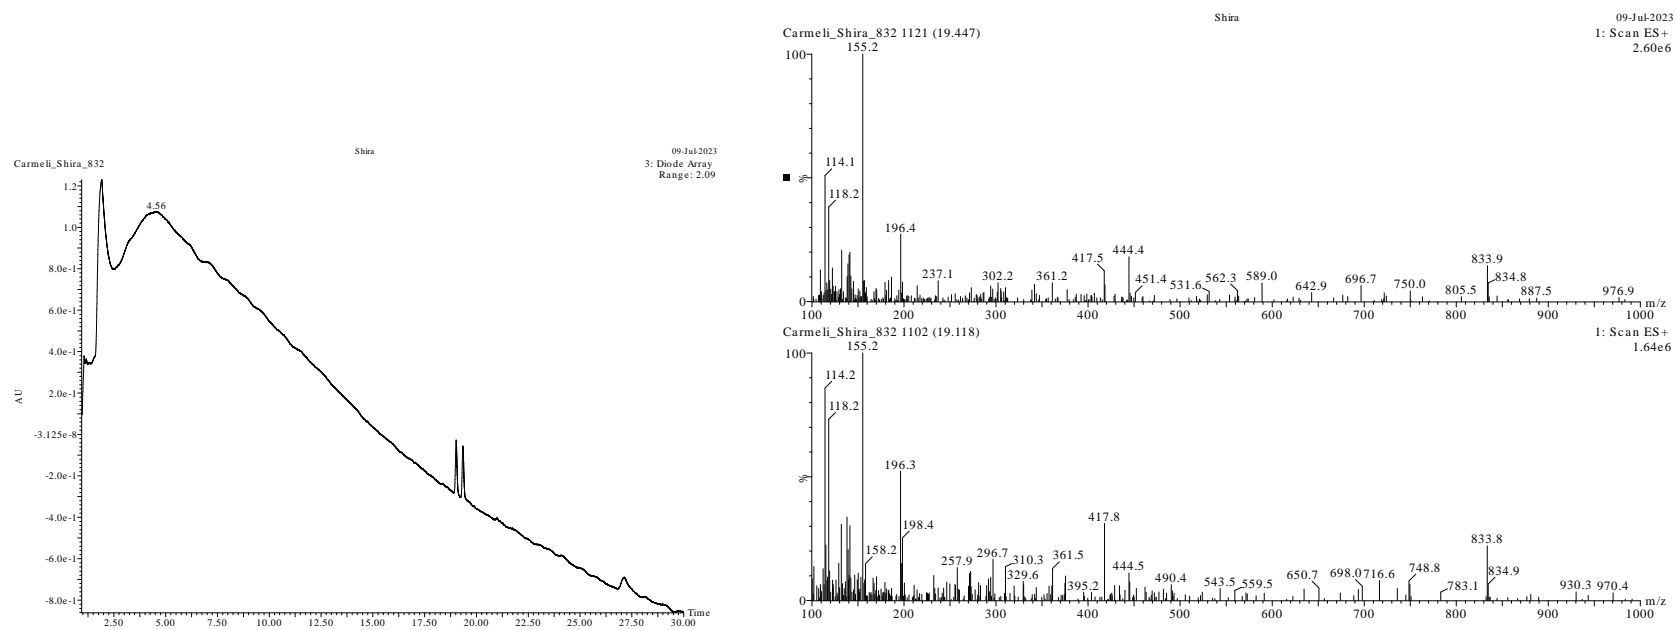 Shira
09-Jul-2023
Carmeli_Shira_832
3: Diode Array
Range: 2.09
4.56
AU
1.2
1.0
8.0e-1
6.0e-1
4.0e-1
2.0e-1
-3.125e-8
-2.0e-1
-4.0e-1
-6.0e-1
-8.0e-1
Time
2.50 5.00 7.50 10.00 12.50 15.00 17.50 20.00 22.50 25.00 27.50 30.00
Shira
09-Jul-2023
Carmeli_Shira_832 1121 (19.447)
1: Scan ES+
2.60e6
100
%
0
155.2
114.1
118.2
196.4
237.1
302.2
361.2
417.5
444.4
451.4
531.6
562.3
589.0
642.9
696.7
750.0
805.5
833.9
834.8
887.5
976.9
m/z
100 200 300 400 500 600 700 800 900 1000
Carmeli_Shira_832 1102 (19.118)
1: Scan ES+
1.64e6
100
%
0
155.2
114.2
118.2
158.2
196.3
198.4
257.9
296.7
310.3
329.6
361.5
395.2
417.8
444.5
490.4
543.5
559.5
650.7
698.0
716.6
748.8
783.1
833.8
834.9
930.3
970.4
m/z
100 200 300 400 500 600 700 800 900 1000